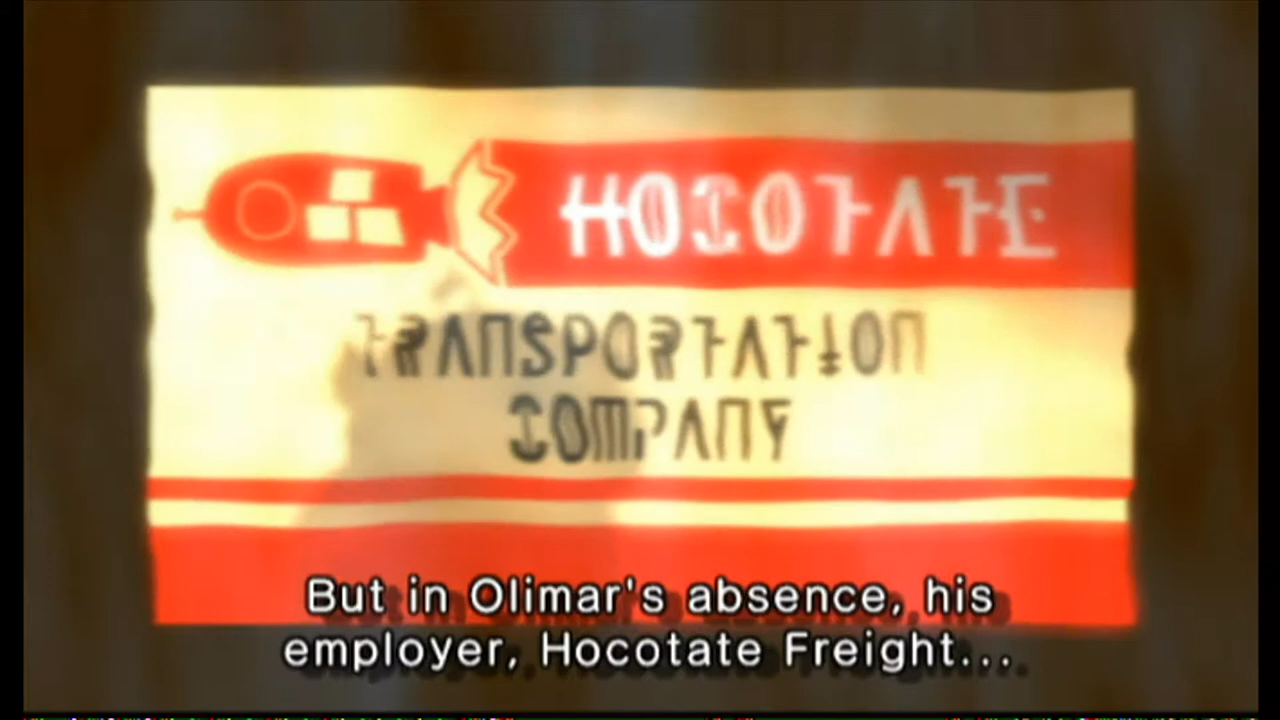 HOCOTATE
TRANSPORTATION
COMPANY
But in Olimar's absence, his
employer, Hocotate Freight...